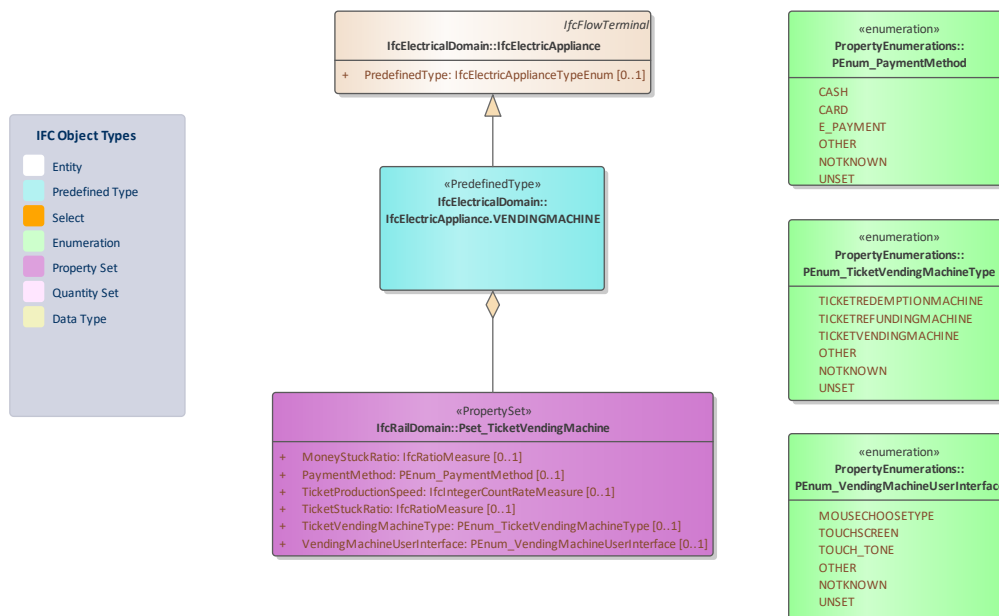 IFC Object Types
Entity
Predefined Type
Select
Enumeration
Property Set
Quantity Set
Data Type
IfcFlowTerminal
IfcElectricalDomain::IfcElectricAppliance
+ PredefinedType: IfcElectricApplianceTypeEnum [0..1]
«PredefinedType»
IfcElectricalDomain::
IfcElectricAppliance.VENDINGMACHINE
«PropertySet»
IfcRailDomain::Pset_TicketVendingMachine
+ MoneyStuckRatio: IfcRatioMeasure [0..1]
+ PaymentMethod: PEnum_PaymentMethod [0..1]
+ TicketProductionSpeed: IfcIntegerCountRateMeasure [0..1]
+ TicketStuckRatio: IfcRatioMeasure [0..1]
+ TicketVendingMachineType: PEnum_TicketVendingMachineType [0..1]
+ VendingMachineUserInterface: PEnum_VendingMachineUserInterface [0..1]
«enumeration»
PropertyEnumerations::
PEnum_PaymentMethod
CASH
CARD
E_PAYMENT
OTHER
NOTKNOWN
UNSET
«enumeration»
PropertyEnumerations::
PEnum_TicketVendingMachineType
TICKETREDEMPTIONMACHINE
TICKETREFUNDINGMACHINE
TICKETVENDINGMACHINE
OTHER
NOTKNOWN
UNSET
«enumeration»
PropertyEnumerations::
PEnum_VendingMachineUserInterface
MOUSECHOOSETYPE
TOUCHSCREEN
TOUCH_TONE
OTHER
NOTKNOWN
UNSET